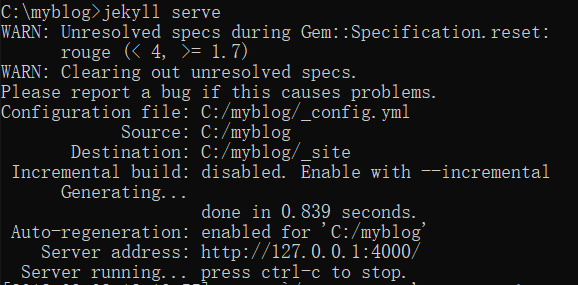 C:\myblog>jekyll serve
WARN: Unresolved specs during Gem::Specification.reset:
rouge (< 4, >= 1.7)
WARN: Clearing out unresolved specs.
Please report a bug if this causes problems.
Configuration file: C:/myblog/_config.yml
Source: C:/myblog
Destination: C:/myblog/_site
Incremental build: disabled. Enable with --incremental
Generating...
done in 0.839 seconds.
Auto-regeneration: enabled for 'C:/myblog'
Server address: http://127.0.0.1:4000/
Server running... press ctrl-c to stop.